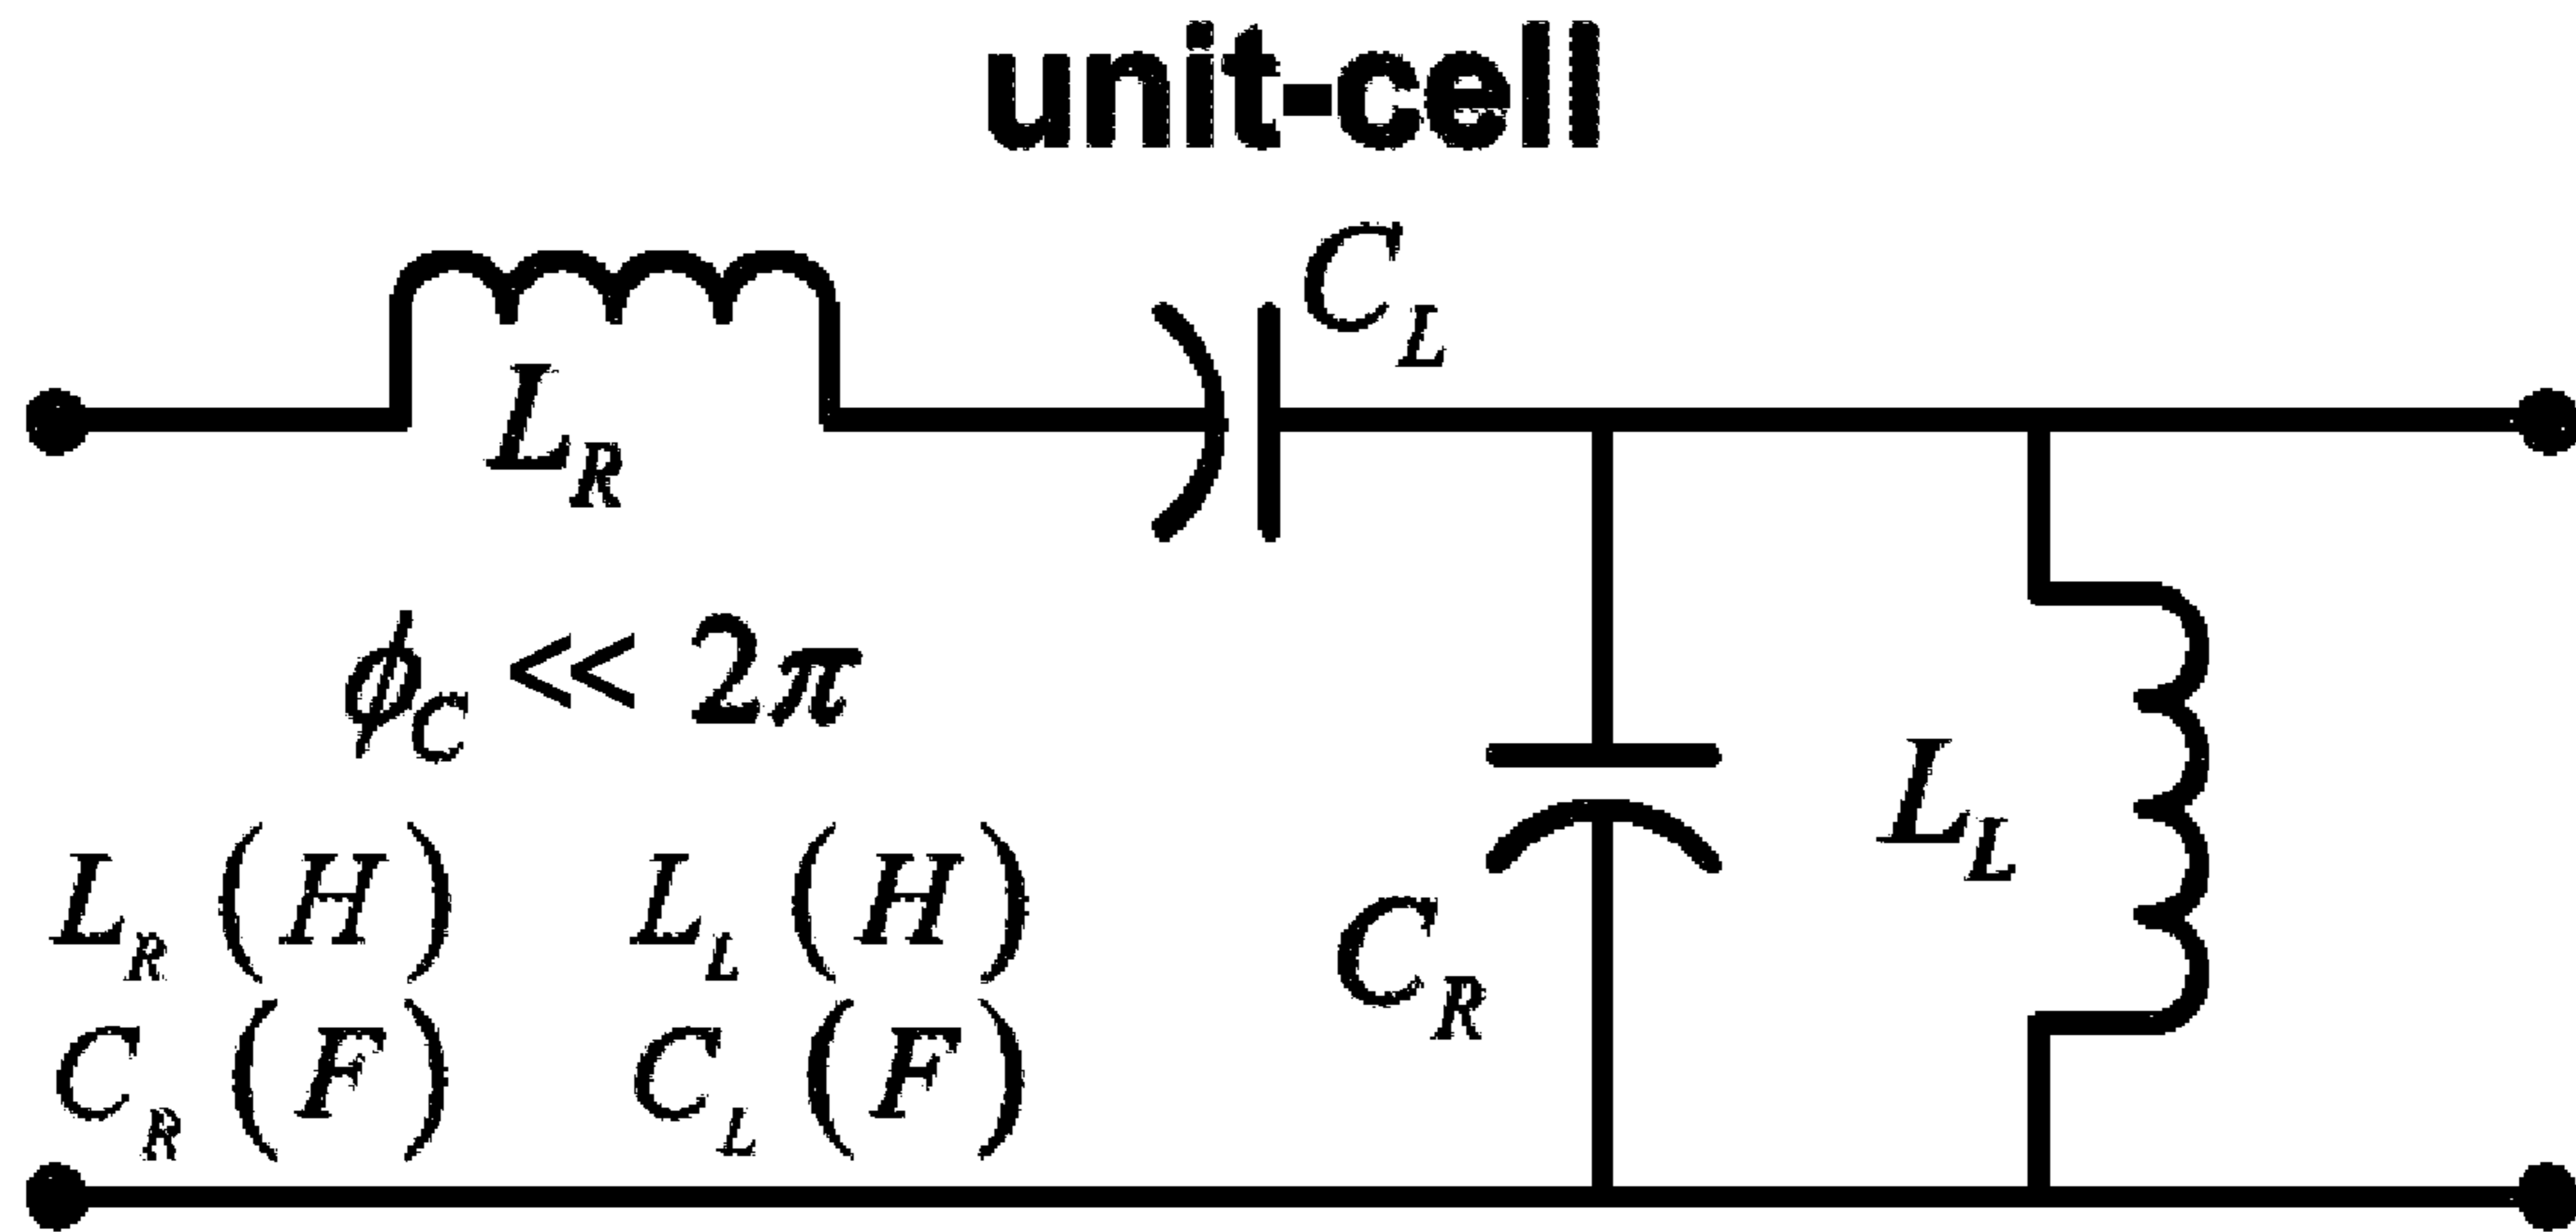 unit-cell
C_L
L_R
ϕ_C << 2π
L_L
L_R (H) L_L (H)
C_R
C_R (F) C_L (F)